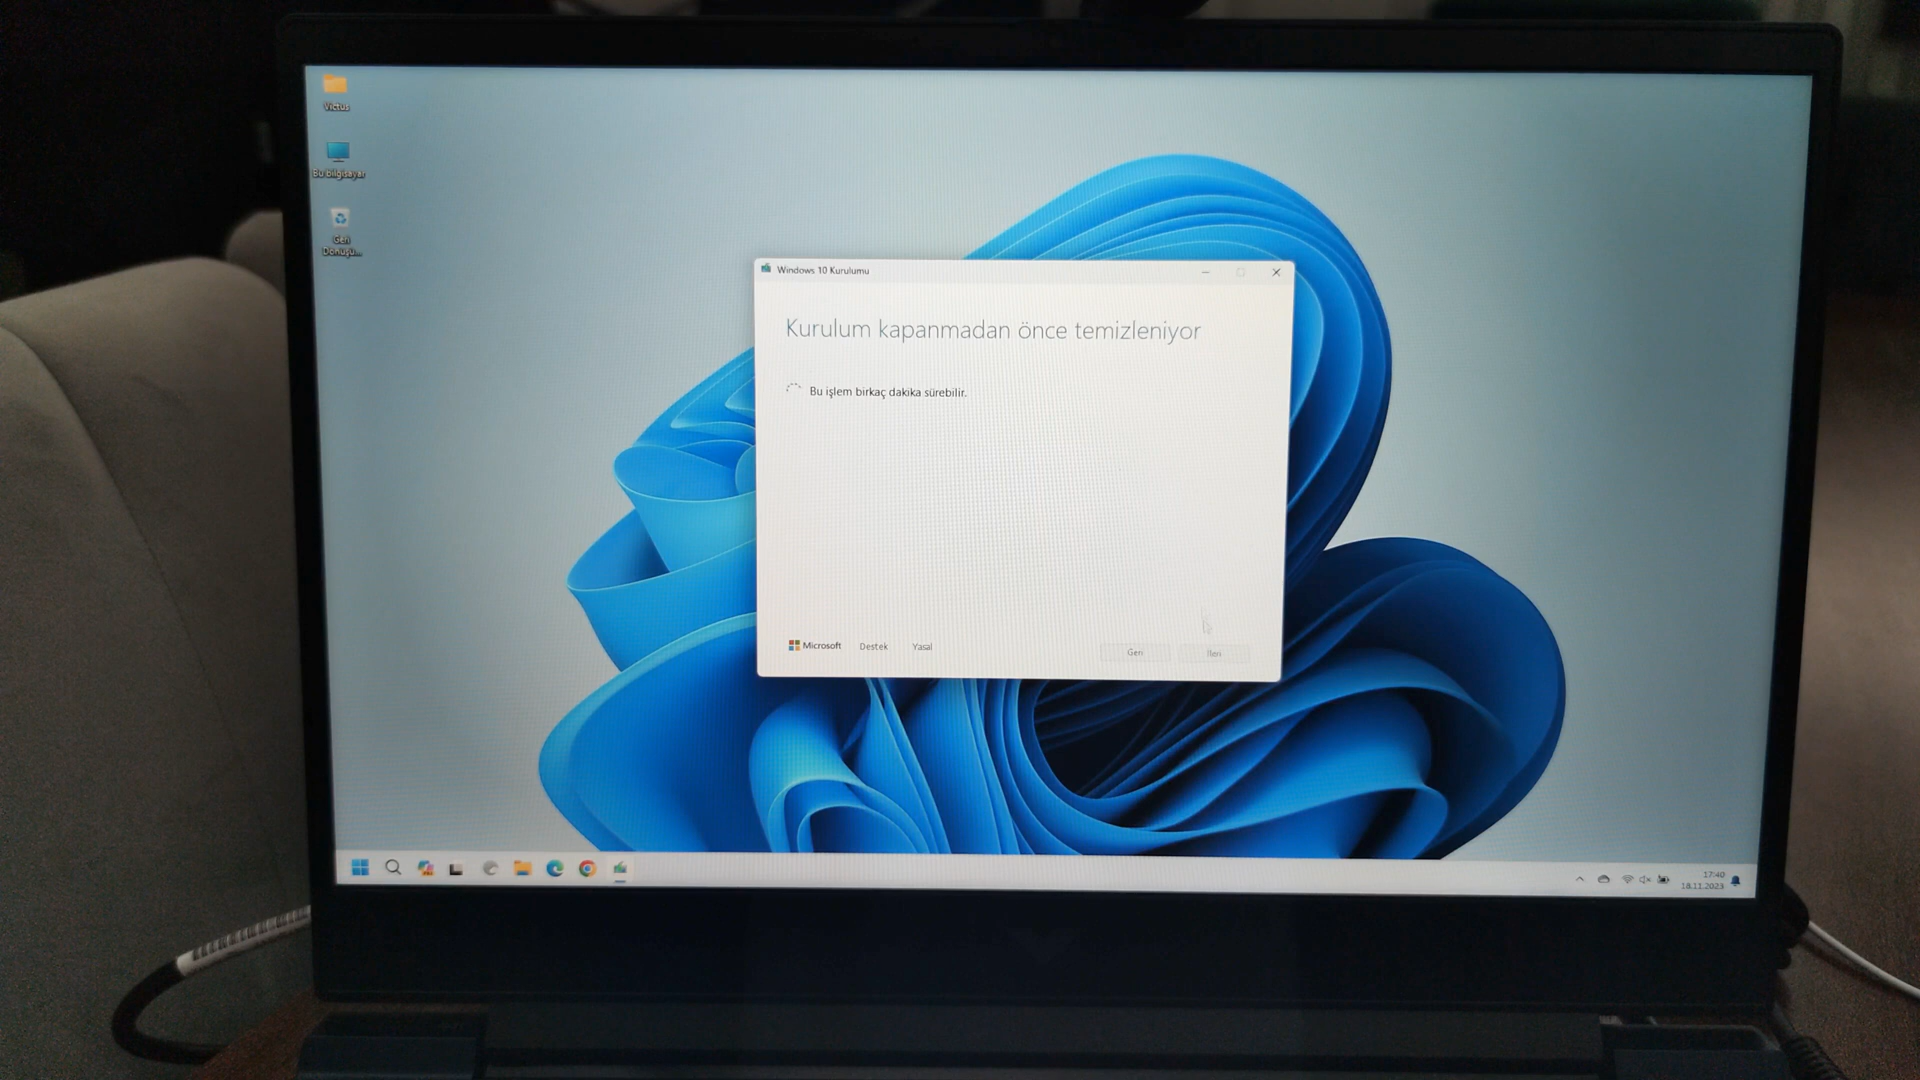 Victus
Bu bilgisayar
Geri
Dönüşü...
Windows 10 Kurulumu
Kurulum kapanmadan önce temizleniyor
Bu işlem birkaç dakika sürebilir.
Microsoft
Destek
Yasal
Geri
İleri
17:40
18.11.2023